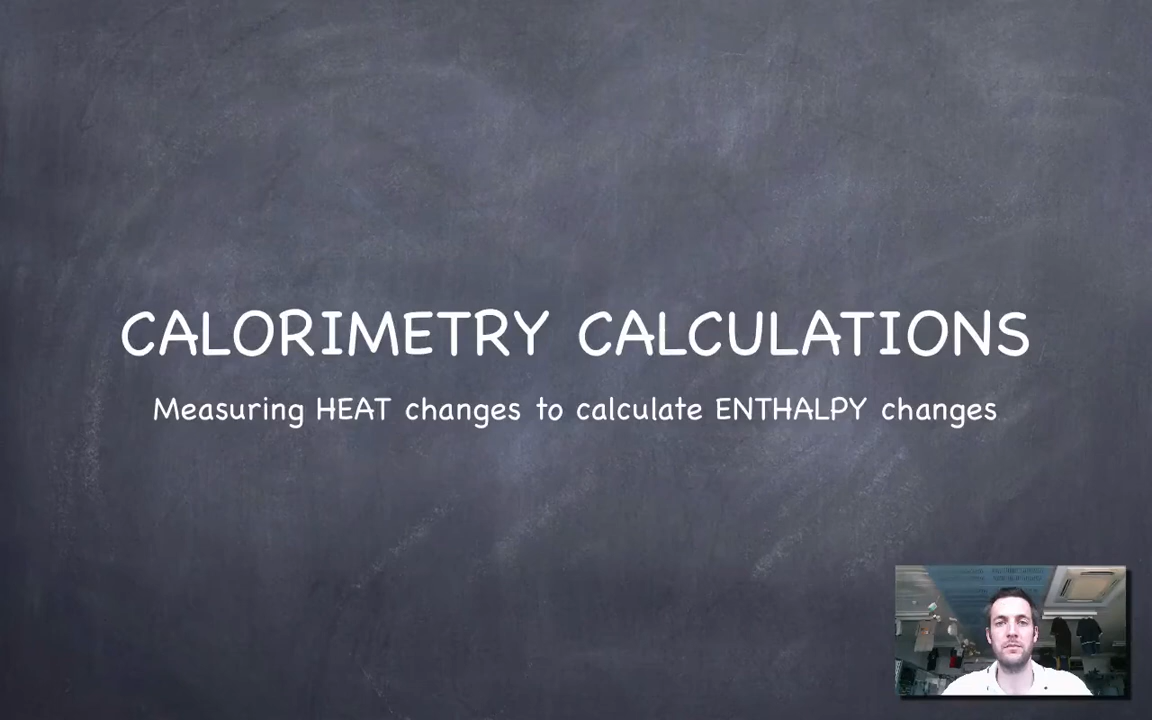 CALORIMETRY CALCULATIONS
Measuring HEAT changes to calculate ENTHALPY changes